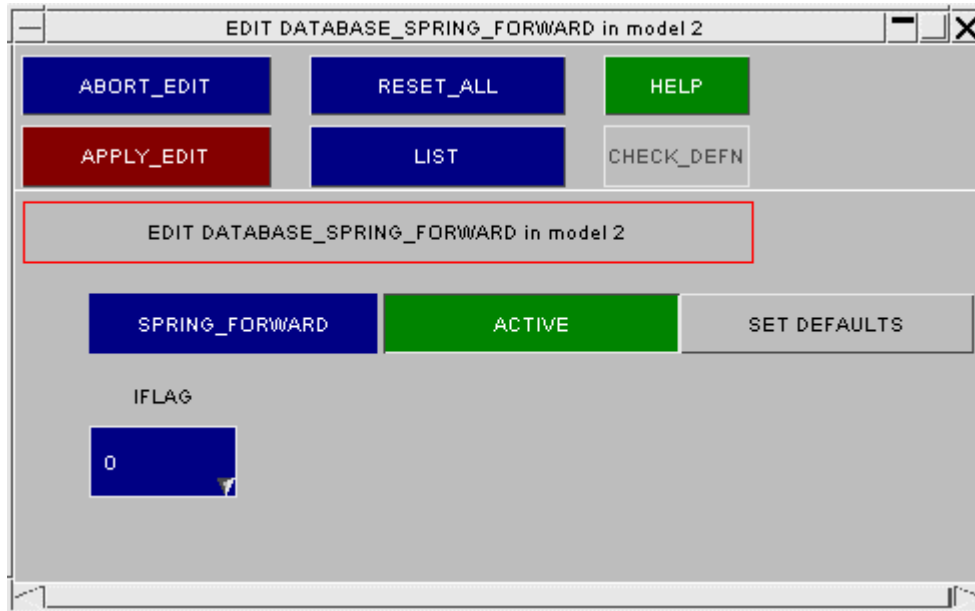 EDIT DATABASE_SPRING_FORWARD in model 2
ABORT_EDIT RESET_ALL HELP
APPLY_EDIT LIST CHECK_DEFN
EDIT DATABASE_SPRING_FORWARD in model 2
SPRING_FORWARD ACTIVE SET DEFAULTS
IFLAG
0